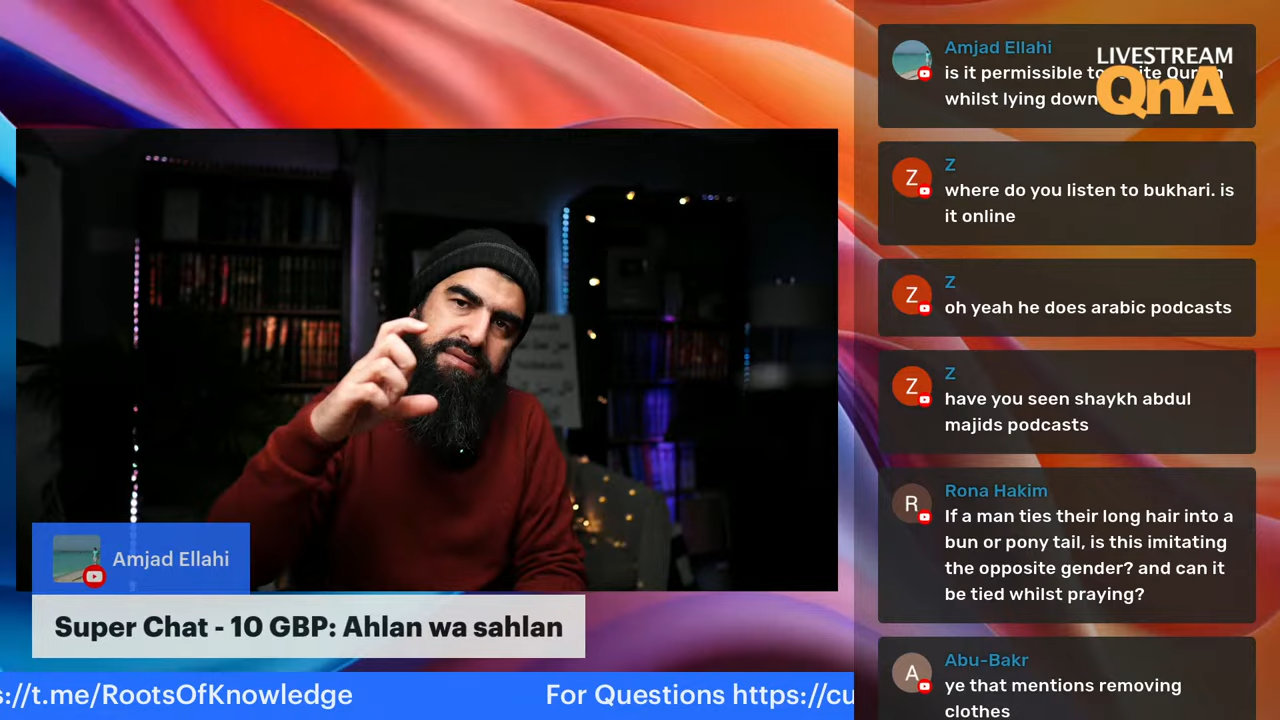 Amjad Ellahi
is it permissible to
whilst lying down
LIVESTREAM
QnA
Z
Z
where do you listen to bukhari. is
it online
Z
Z
oh yeah he does arabic podcasts
Z
Z
have you seen shaykh abdul
majids podcasts
R
Rona Hakim
If a man ties their long hair into a
bun or pony tail, is this imitating
the opposite gender? and can it
be tied whilst praying?
A
Abu-Bakr
ye that mentions removing
clothes
Amjad Ellahi
Super Chat - 10 GBP: Ahlan wa sahlan
s://t.me/RootsOfKnowledge
For Questions https://cu